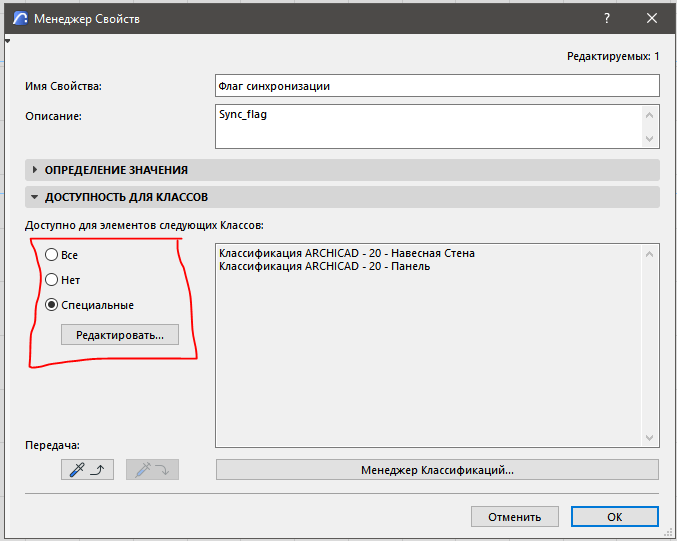 Менеджер Свойств
Редактируемых: 1
Имя Свойства: Флаг синхронизации
Описание: Sync_flag
ОПРЕДЕЛЕНИЕ ЗНАЧЕНИЯ
ДОСТУПНОСТЬ ДЛЯ КЛАССОВ
Доступно для элементов следующих Классов:
Все
Нет
Специальные
Редактировать...
Классификация ARCHICAD - 20 - Навесная Стена
Классификация ARCHICAD - 20 - Панель
Передача:
Менеджер Классификаций...
Отменить
ОК